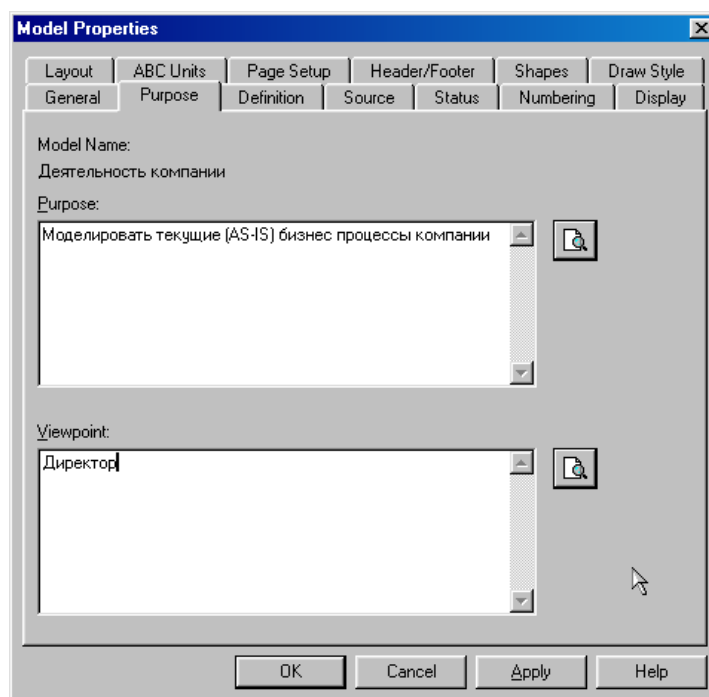 Model Properties
Layout ABC Units Page Setup Header/Footer Shapes Draw Style
General Purpose Definition Source Status Numbering Display
Model Name:
Деятельность компании
Purpose:
Моделировать текущие (AS-IS) бизнес процессы компании
Viewpoint:
Директор
OK Cancel Apply Help